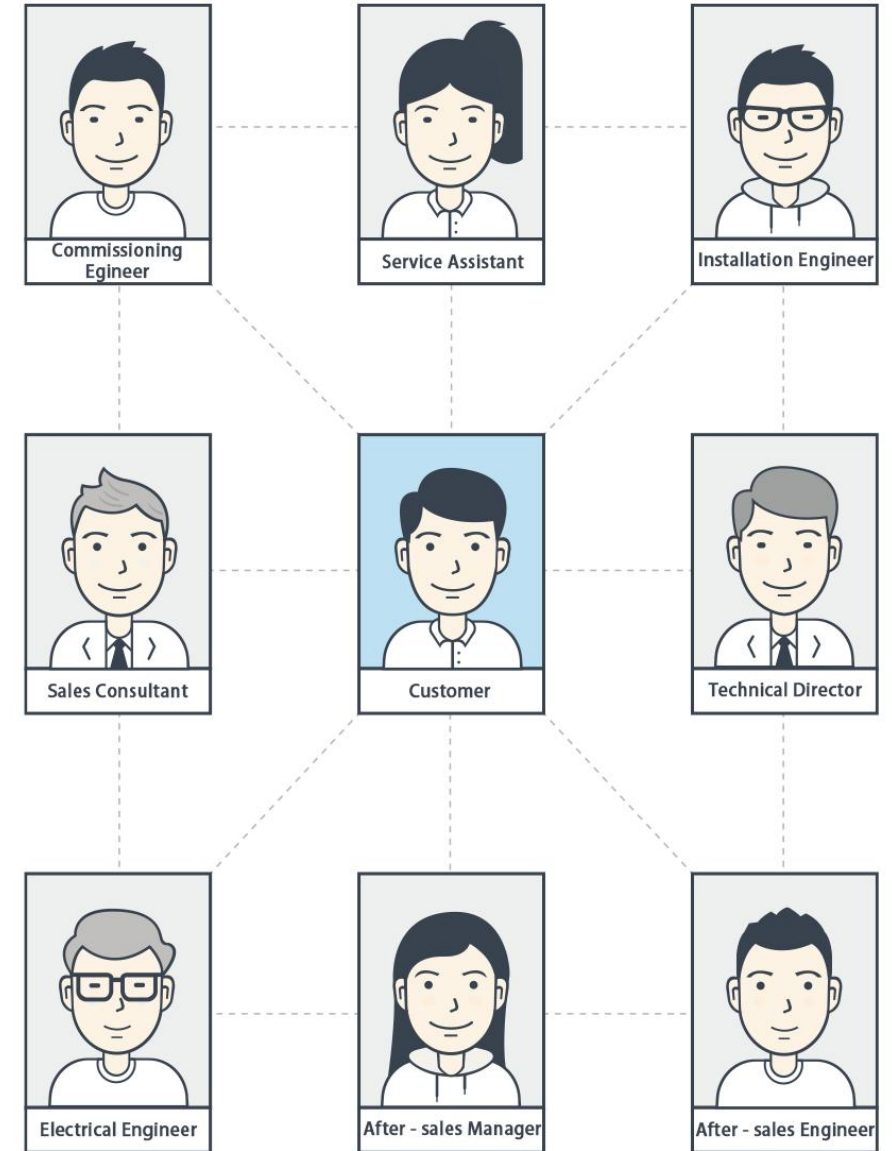 Commissioning
Egineer
Service Assistant
Installation Engineer
Sales Consultant
Customer
Technical Director
Electrical Engineer
After - sales Manager
After - sales Engineer